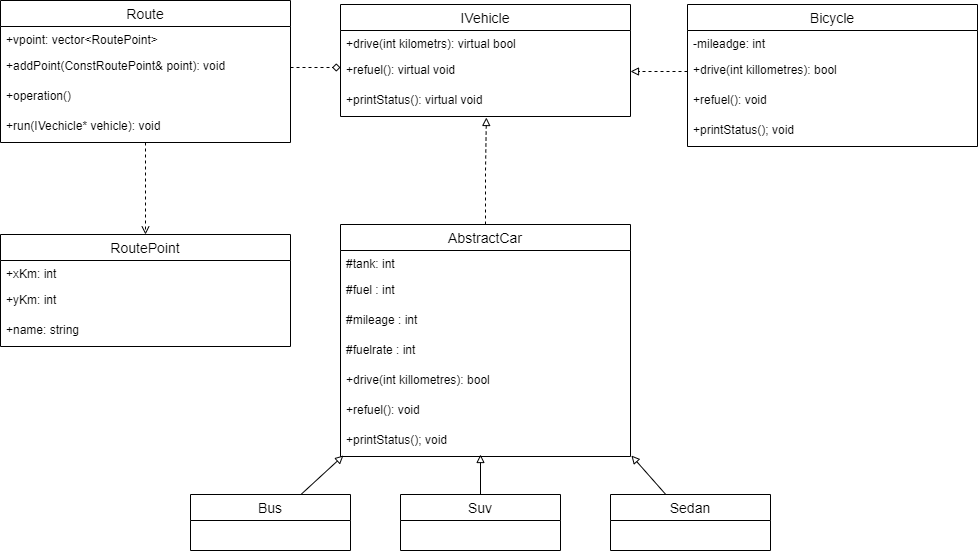 Route
+vpoint: vector<RoutePoint>
+addPoint(ConstRoutePoint& point): void
+operation()
+run(IVechicle* vehicle): void
IVehicle
+drive(int kilometrs): virtual bool
+refuel(): virtual void
+printStatus(): virtual void
Bicycle
-mileadge: int
+drive(int killometres): bool
+refuel(): void
+printStatus(); void
RoutePoint
+xKm: int
+yKm: int
+name: string
AbstractCar
#tank: int
#fuel : int
#mileage : int
#fuelrate : int
+drive(int killometres): bool
+refuel(): void
+printStatus(); void
Bus
Suv
Sedan